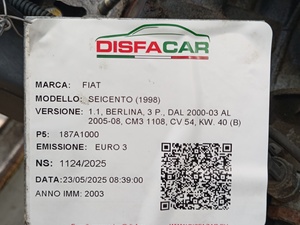 DISFACAR
MARCA: FIAT
MODELLO: SEICENTO (1998)
VERSIONE: 1.1, BERLINA, 3 P., DAL 2000-03 AL
2005-08, CM3 1108, CV 54, KW. 40 (B)
P5: 187A1000
EMISSIONE: EURO 3
NS: 1124/2025
DATA: 23/05/2025 08:39:00
ANNO IMM: 2003